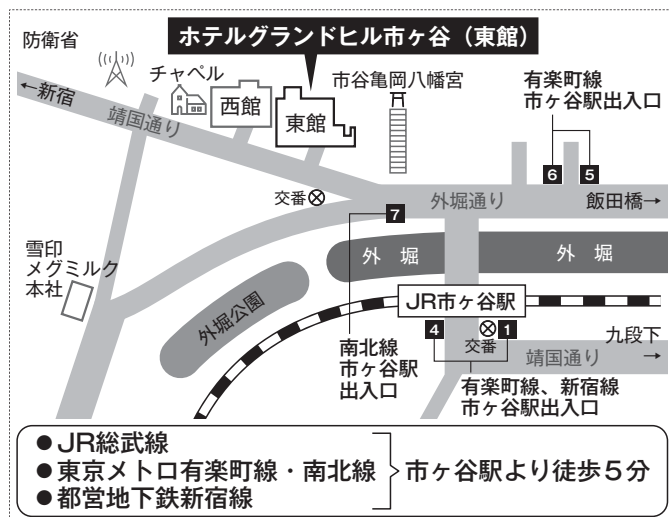 防衛省
ホテルグランドヒル市ヶ谷（東館）
チャペル
市谷亀岡八幡宮
有楽町線
市ヶ谷駅出入口
←新宿
靖国通り
西館
東館
6
5
交番
7
外堀通り
飯田橋→
雪印
メグミルク
本社
外　堀
外　堀
外堀公園
JR市ヶ谷駅
4
1
交番
九段下
→
靖国通り
南北線
市ヶ谷駅
出入口
有楽町線、新宿線
市ヶ谷駅出入口
●JR総武線
●東京メトロ有楽町線・南北線
●都営地下鉄新宿線
市ヶ谷駅より徒歩５分